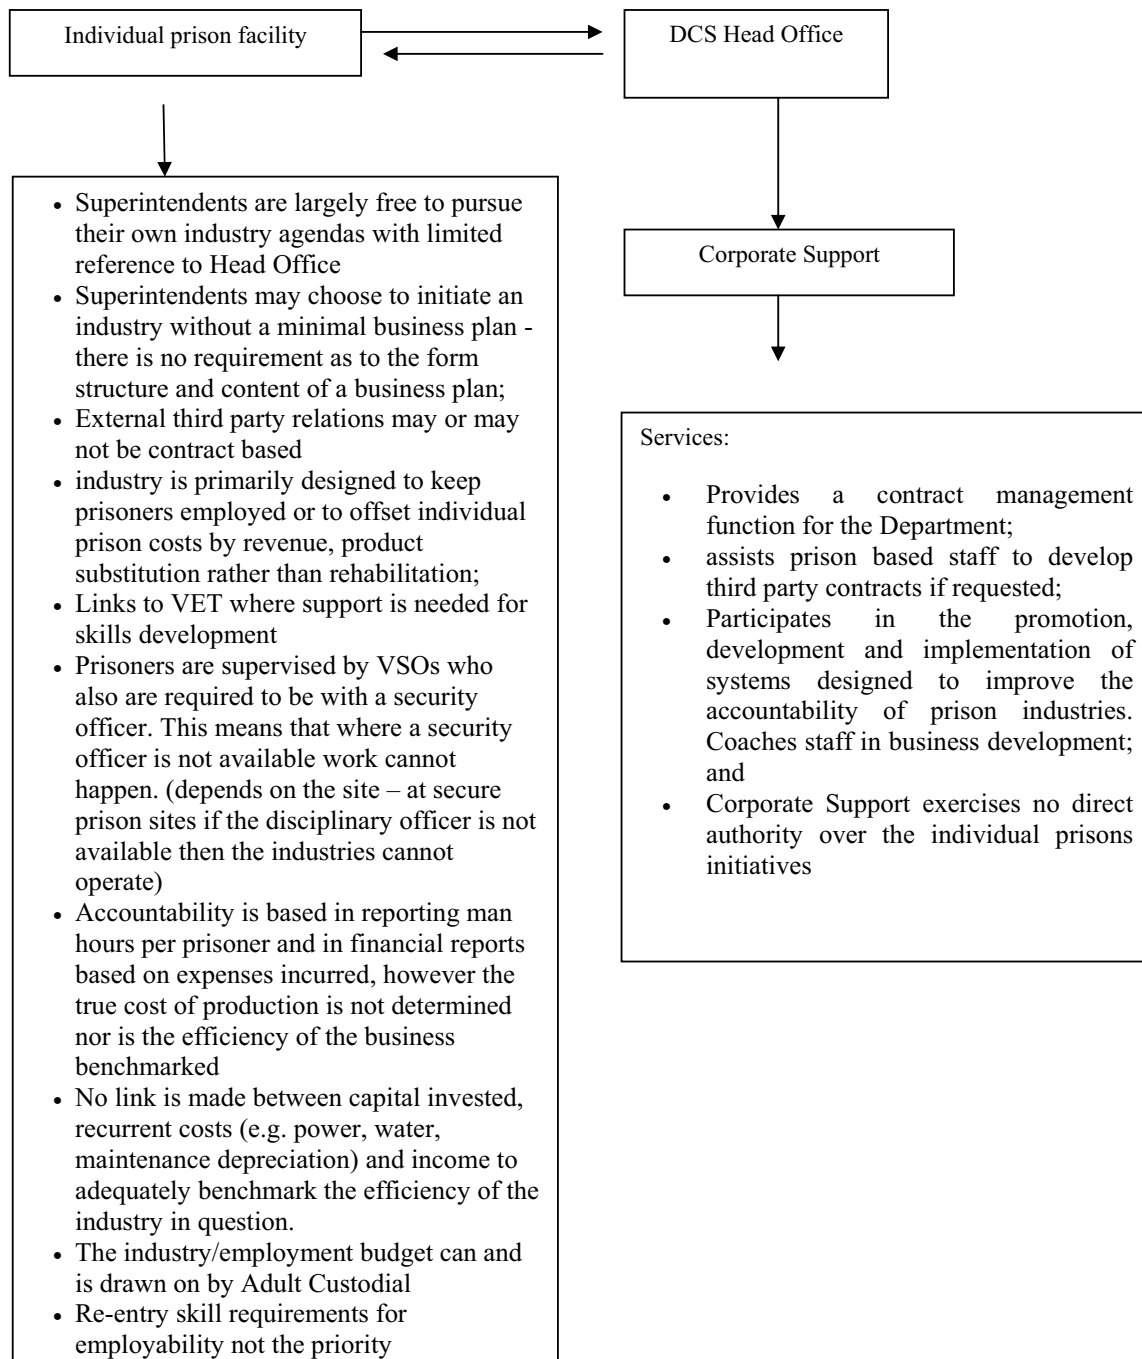 Individual prison facility
DCS Head Office
• Superintendents are largely free to pursue
their own industry agendas with limited
reference to Head Office
• Superintendents may choose to initiate an
industry without a minimal business plan -
there is no requirement as to the form
structure and content of a business plan;
• External third party relations may or may
not be contract based
• industry is primarily designed to keep
prisoners employed or to offset individual
prison costs by revenue, product
substitution rather than rehabilitation;
• Links to VET where support is needed for
skills development
• Prisoners are supervised by VSOs who
also are required to be with a security
officer. This means that where a security
officer is not available work cannot
happen. (depends on the site – at secure
prison sites if the disciplinary officer is not
available then the industries cannot
operate)
• Accountability is based in reporting man
hours per prisoner and in financial reports
based on expenses incurred, however the
true cost of production is not determined
nor is the efficiency of the business
benchmarked
• No link is made between capital invested,
recurrent costs (e.g. power, water,
maintenance depreciation) and income to
adequately benchmark the efficiency of the
industry in question.
• The industry/employment budget can and
is drawn on by Adult Custodial
• Re-entry skill requirements for
employability not the priority
Corporate Support
Services:
• Provides a contract management
function for the Department;
• assists prison based staff to develop
third party contracts if requested;
• Participates in the promotion,
development and implementation of
systems designed to improve the
accountability of prison industries.
Coaches staff in business development;
and
• Corporate Support exercises no direct
authority over the individual prisons
initiatives